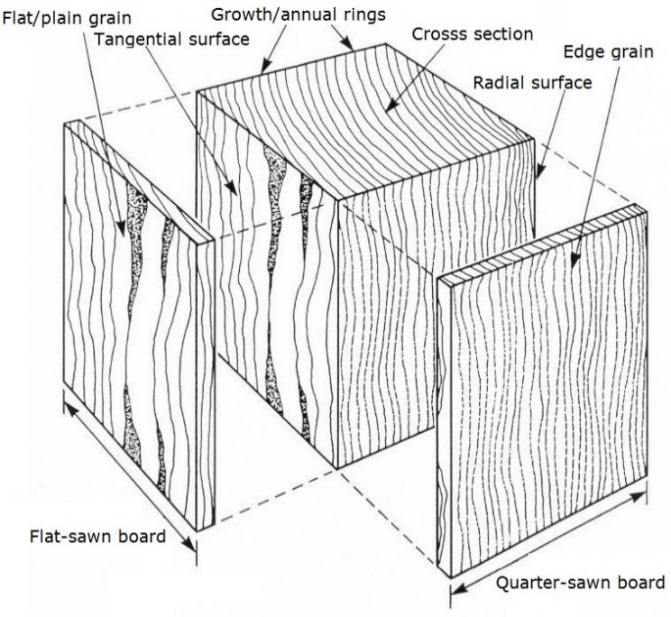 Flat/plain grain
Growth/annual rings
Tangential surface
Crosss section
Edge grain
Radial surface
Flat-sawn board
Quarter-sawn board